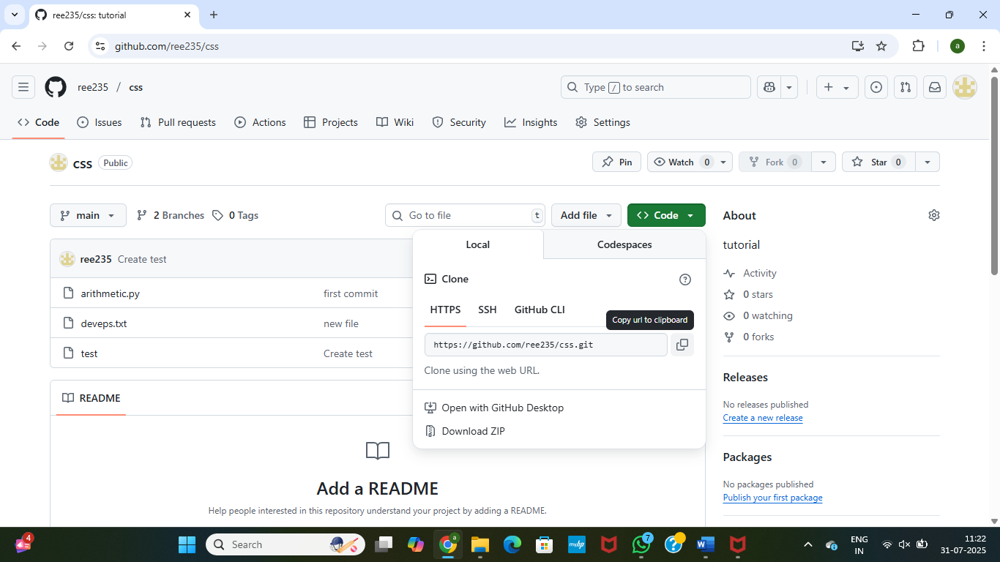 ree235/css: tutorial
github.com/ree235/css
a
ree235 / css
Type / to search
Code Issues Pull requests Actions Projects Wiki Security Insights Settings
css Public
Pin Watch 0 Fork 0 Star 0
main 2 Branches 0 Tags Go to file t Add file Code
About
tutorial
Activity
0 stars
0 watching
0 forks
Releases
No releases published
Create a new release
Packages
No packages published
Publish your first package
ree235 Create test
arithmetic.py first commit
deveps.txt new file
test Create test
Local Codespaces
Clone
HTTPS SSH GitHub CLI
Copy url to clipboard
https://github.com/ree235/css.git
Clone using the web URL.
Open with GitHub Desktop
Download ZIP
README
Add a README
Help people interested in this repository understand your project by adding a README.
4
Search
a
myhp
7
ENG
IN
11:22
31-07-2025